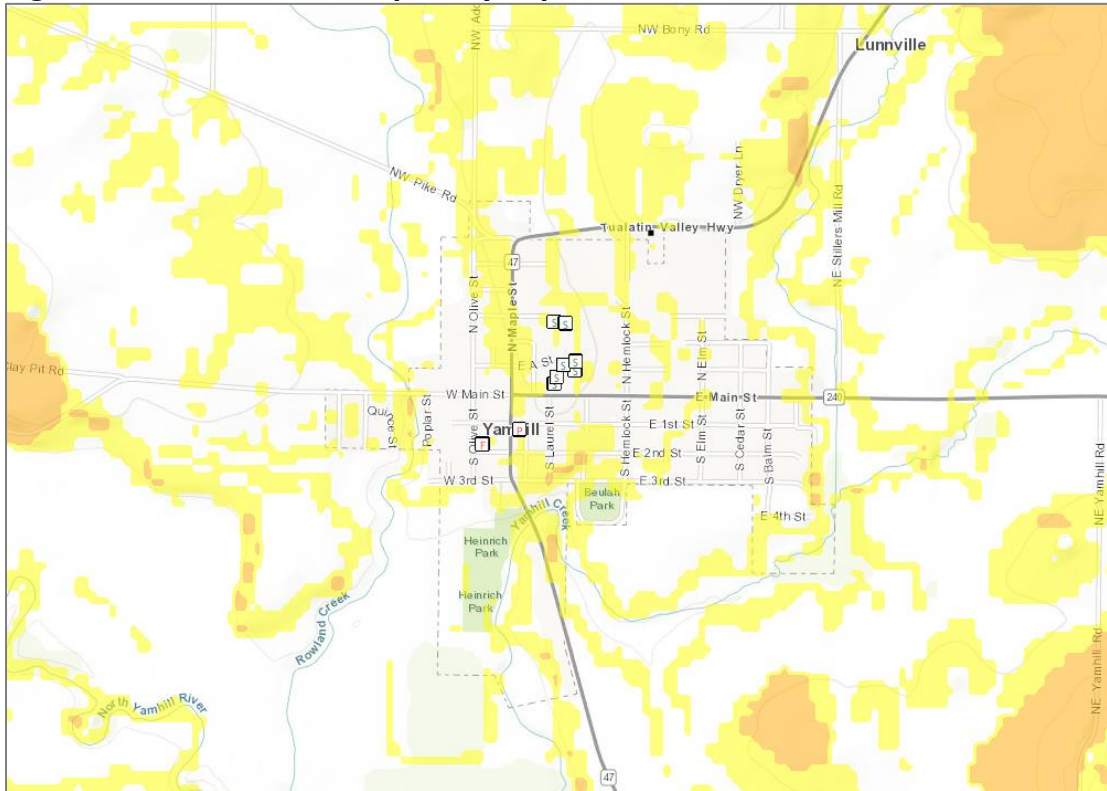 NW Bony Rd
Lunnville
NW Pike Rd
NW Dryer Ln
Tualatin Valley Hwy
47
N Olive St
N Maple St
NE Stillers Mill Rd
S S
N Hemlock St
N Elm St
E A St
S S
S
S
S
Clay Pit Rd
W Main St
E Main St
240
Quince St
Poplar St
S Olive St
Yamhill
P
F
S Laurel St
E 1st St
S Hemlock St
S Elm St
S Cedar St
S Balm St
E 2nd St
W 3rd St
E 3rd St
Beulah
Park
Yamhill Creek
E 4th St
NE Yamhill Rd
Heinrich
Park
Heinrich
Park
Rowland Creek
North Yamhill River
NE Yamhill Rd
47